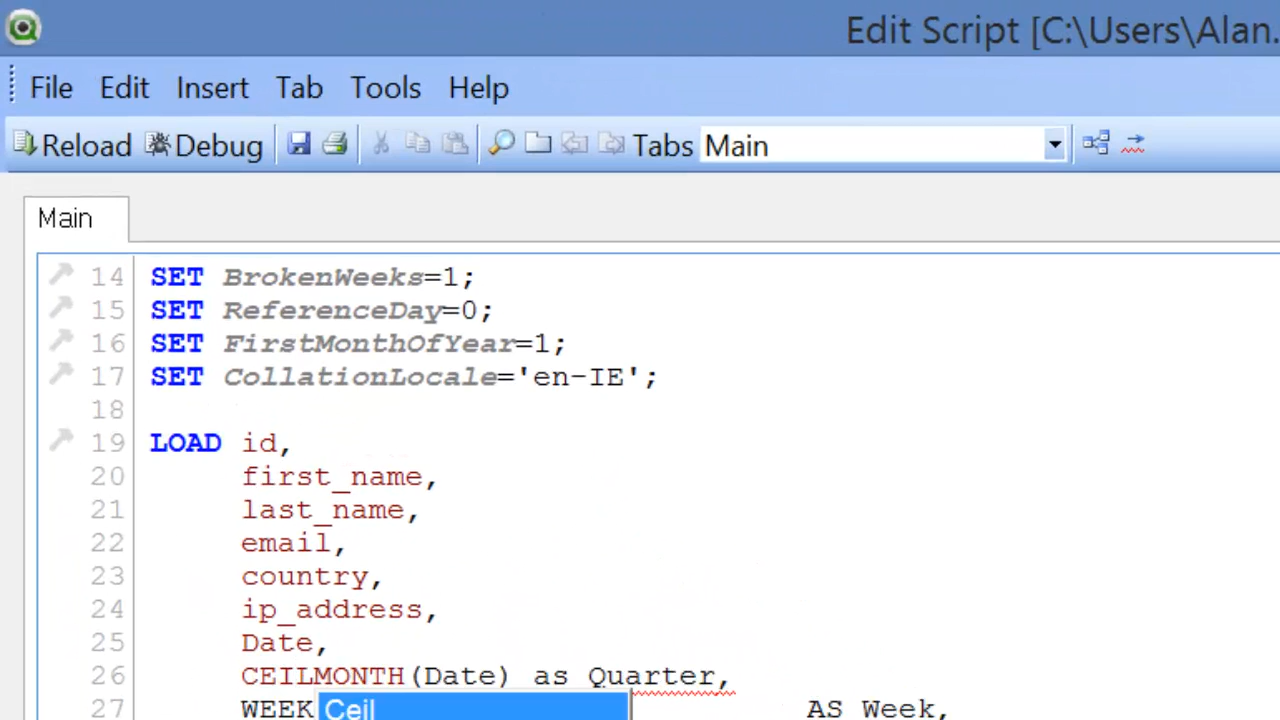 Edit Script [C:\Users\Alan.
File Edit Insert Tab Tools Help
Reload Debug Tabs Main
Main
14 SET BrokenWeeks=1;
15 SET ReferenceDay=0;
16 SET FirstMonthOfYear=1;
17 SET CollationLocale='en-IE';
18
19 LOAD id,
20 first_name,
21 last_name,
22 email,
23 country,
24 ip_address,
25 Date,
26 CEILMONTH(Date) as Quarter,
27 WEEK Ceil AS Week,